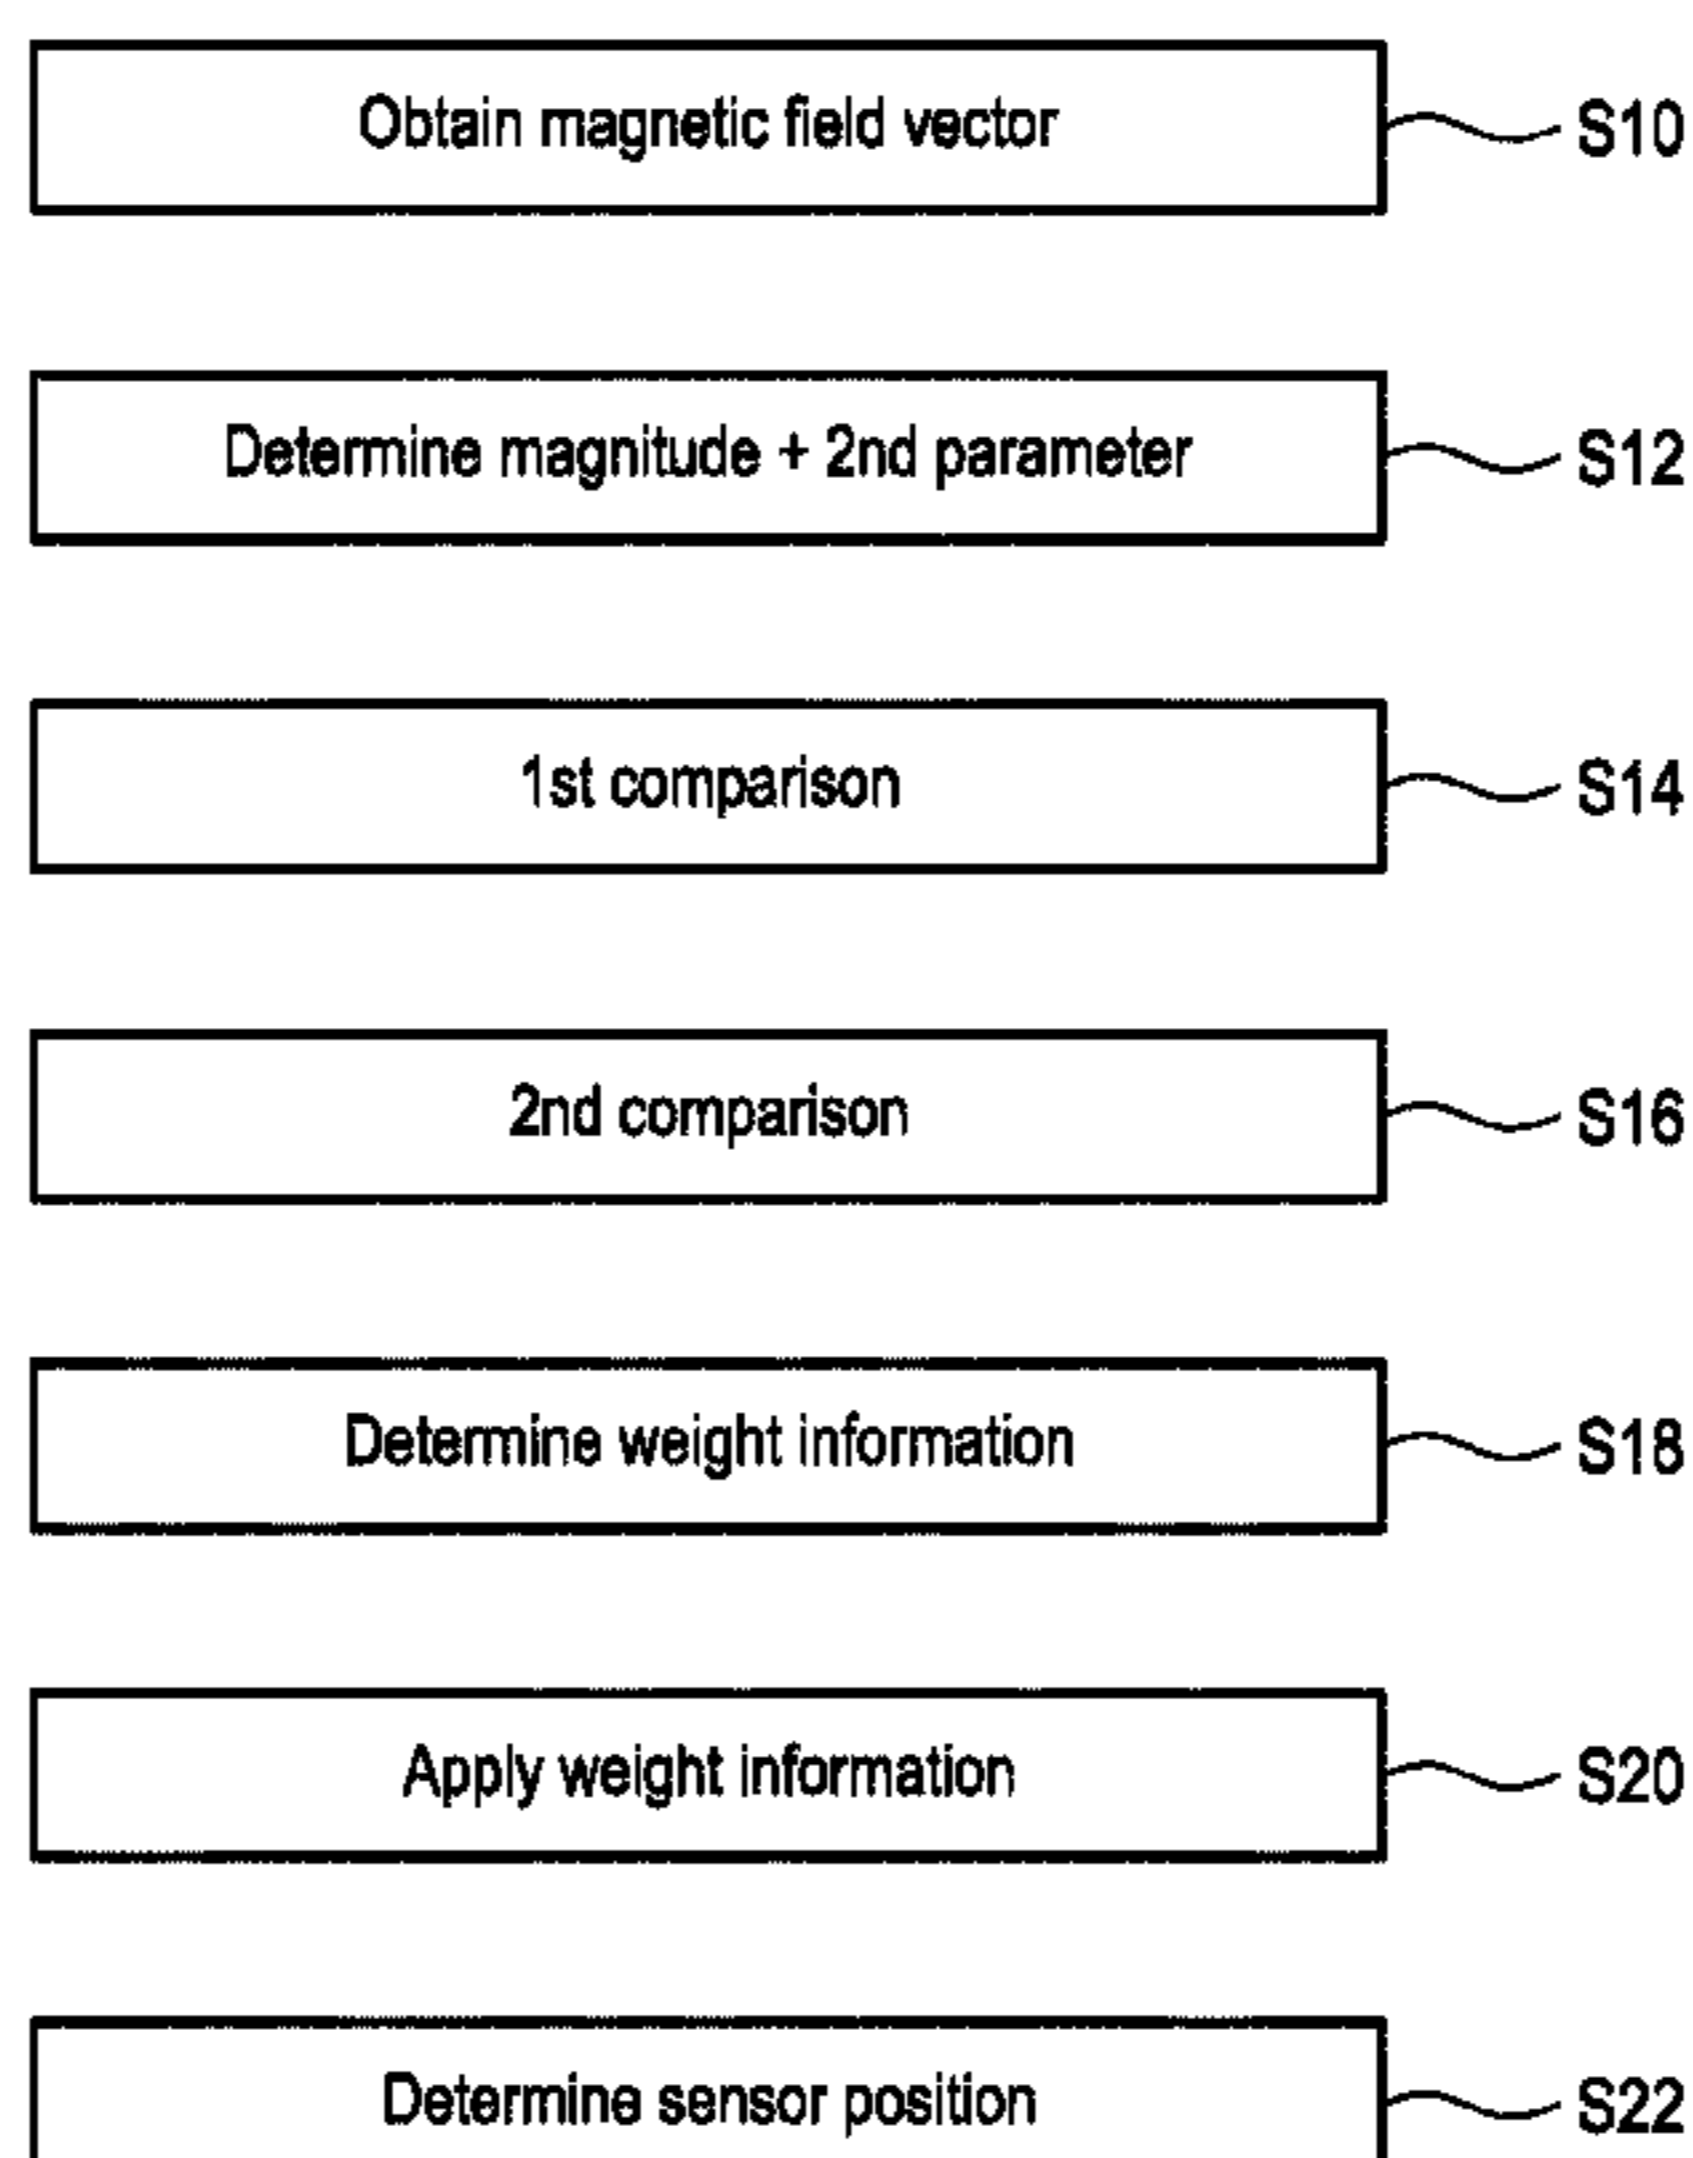 Obtain magnetic field vector S10
Determine magnitude + 2nd parameter S12
1st comparison S14
2nd comparison S16
Determine weight information S18
Apply weight information S20
Determine sensor position S22